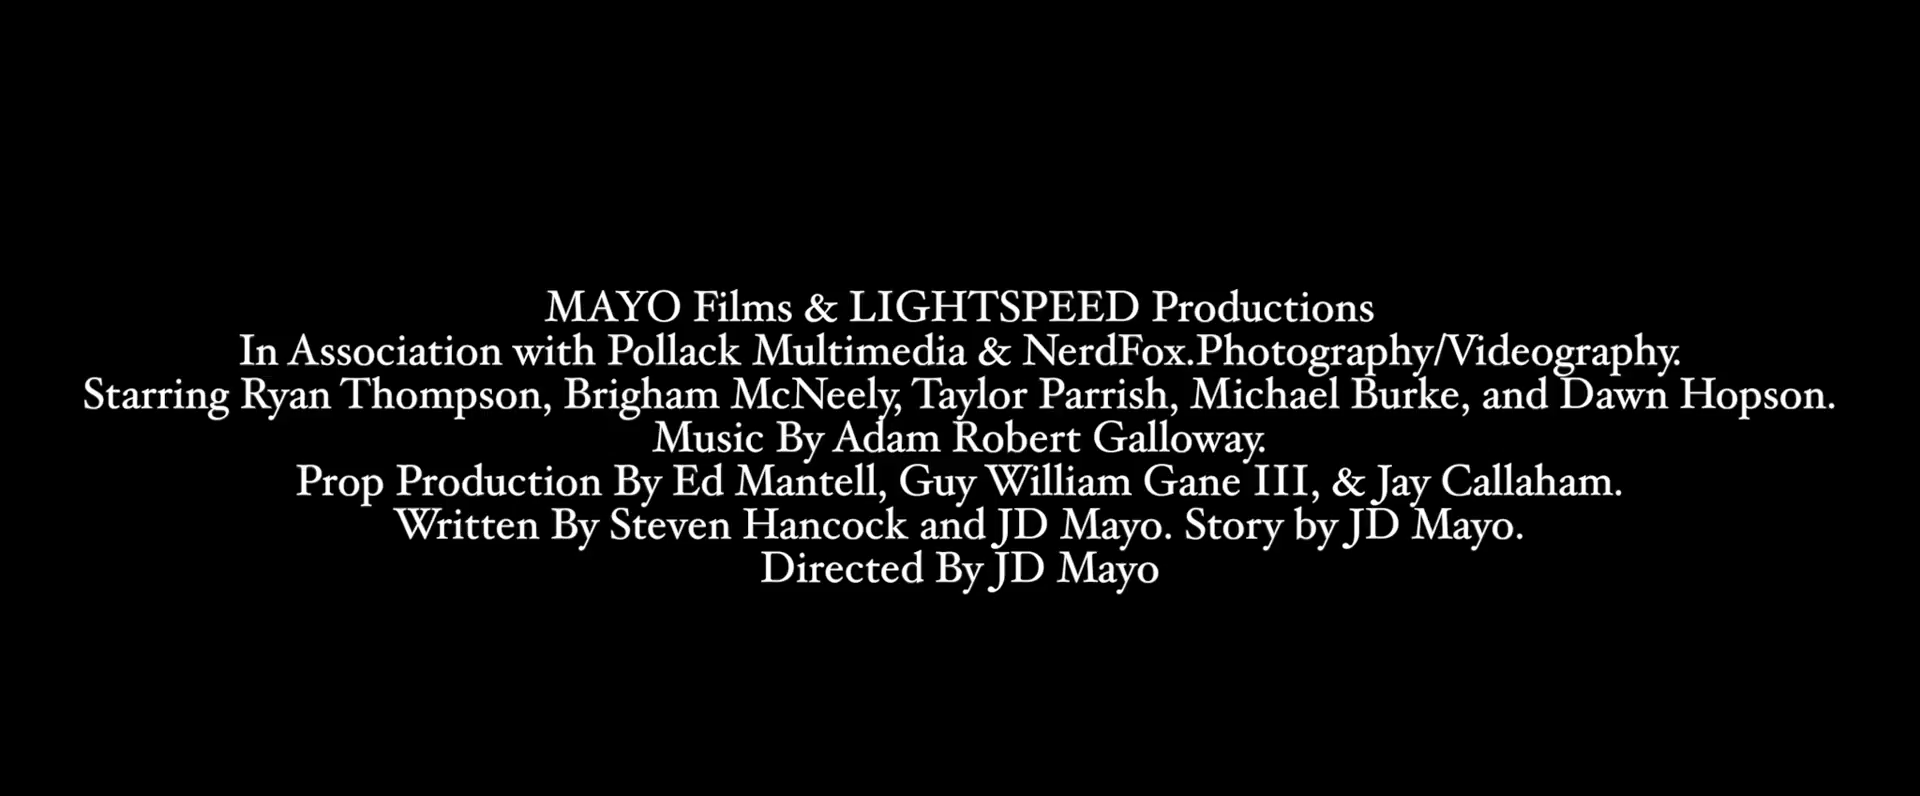 MAYO Films & LIGHTSPEED Productions
In Association with Pollack Multimedia & NerdFox.Photography/Videography.
Starring Ryan Thompson, Brigham McNeely, Taylor Parrish, Michael Burke, and Dawn Hopson.
Music By Adam Robert Galloway.
Prop Production By Ed Mantell, Guy William Gane III, & Jay Callaham.
Written By Steven Hancock and JD Mayo. Story by JD Mayo.
Directed By JD Mayo